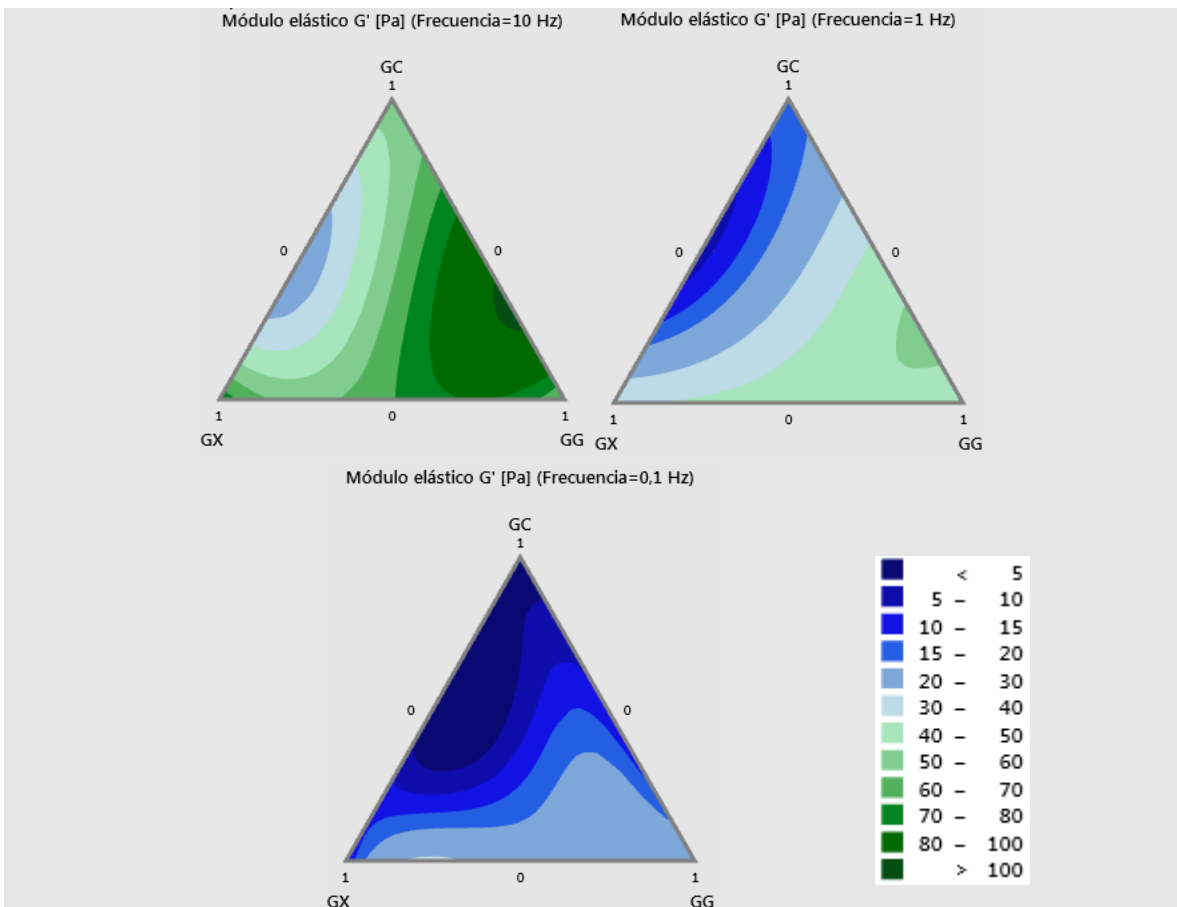 Módulo elástico G' [Pa] (Frecuencia=10 Hz)
Módulo elástico G' [Pa] (Frecuencia=1 Hz)
GC
1
0
0
1
0
1
GX
GG
GC
1
0
0
1
0
1
GX
GG
Módulo elástico G' [Pa] (Frecuencia=0,1 Hz)
GC
1
0
0
1
0
1
GX
GG
< 5
5 – 10
10 – 15
15 – 20
20 – 30
30 – 40
40 – 50
50 – 60
60 – 70
70 – 80
80 – 100
> 100